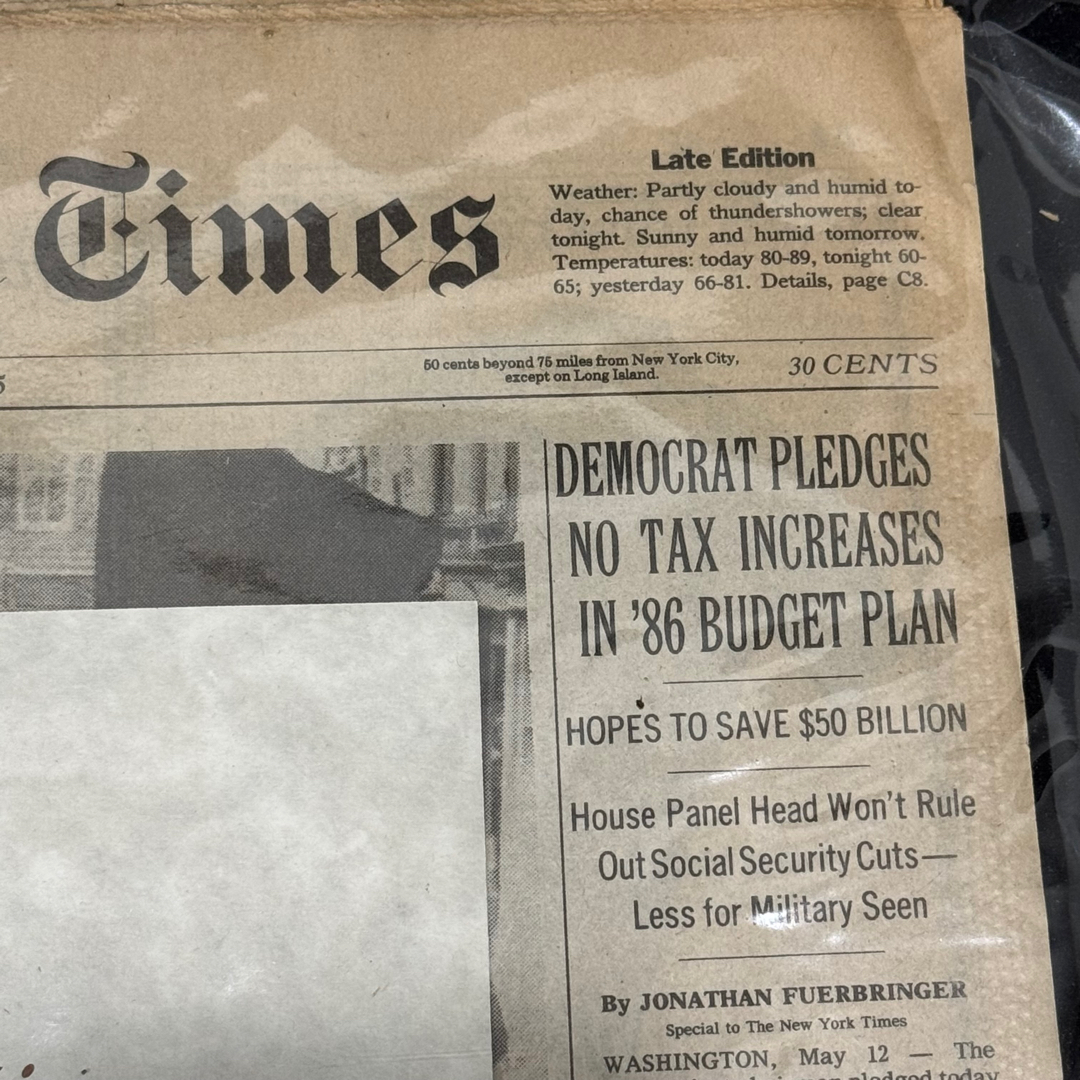 Times
Late Edition
Weather: Partly cloudy and humid to-
day, chance of thundershowers; clear
tonight. Sunny and humid tomorrow.
Temperatures: today 80-89, tonight 60-
65; yesterday 66-81. Details, page C8.
50 cents beyond 75 miles from New York City,
except on Long Island.
30 CENTS
DEMOCRAT PLEDGES
NO TAX INCREASES
IN ’86 BUDGET PLAN
HOPES TO SAVE $50 BILLION
House Panel Head Won’t Rule
Out Social Security Cuts—
Less for Military Seen
By JONATHAN FUERBRINGER
Special to The New York Times
WASHINGTON, May 12 — The
pledged today